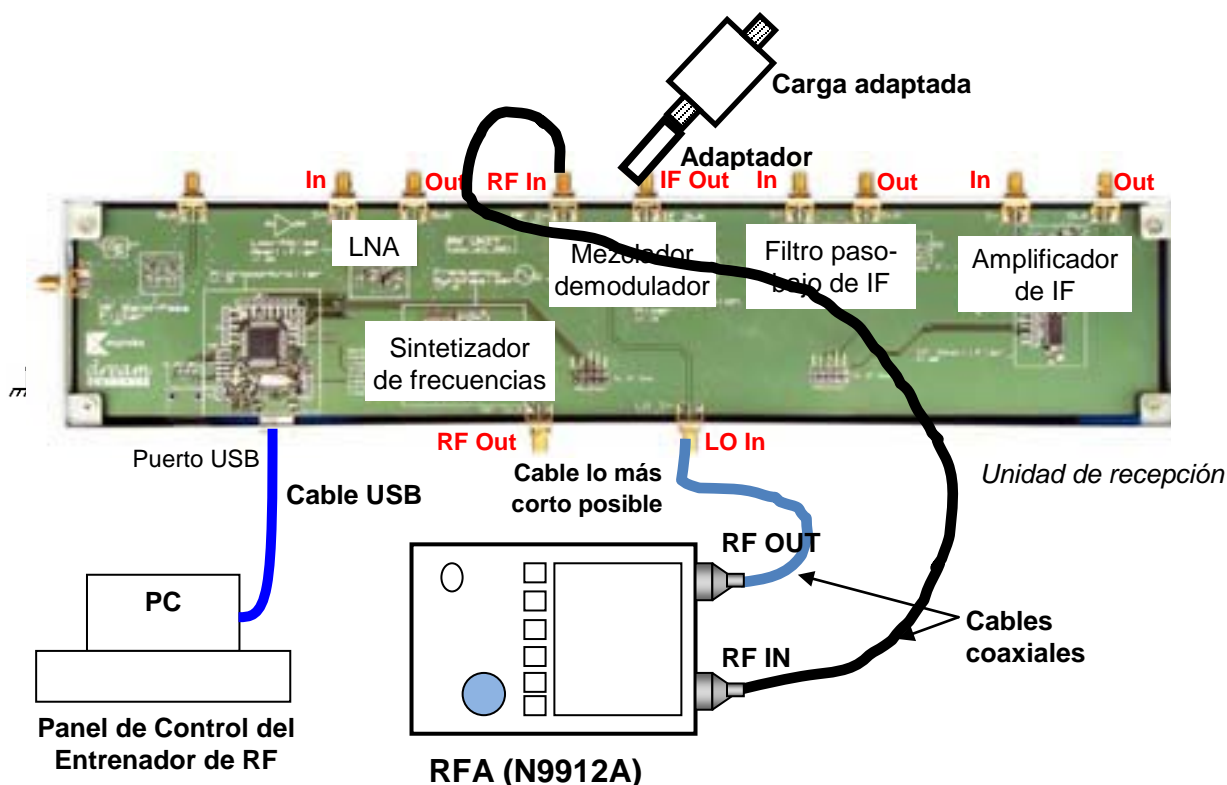 Carga adaptada
Adaptador
In
Out
RF In
IF Out
In
Out
In
Out
LNA
Mezclador
demodulador
Filtro paso-
bajo de IF
Amplificador
de IF
Sintetizador
de frecuencias
RF Out
LO In
Puerto USB
Cable USB
Cable lo más
corto posible
Unidad de recepción
RF OUT
PC
Cables
coaxiales
RF IN
Panel de Control del
Entrenador de RF
RFA (N9912A)